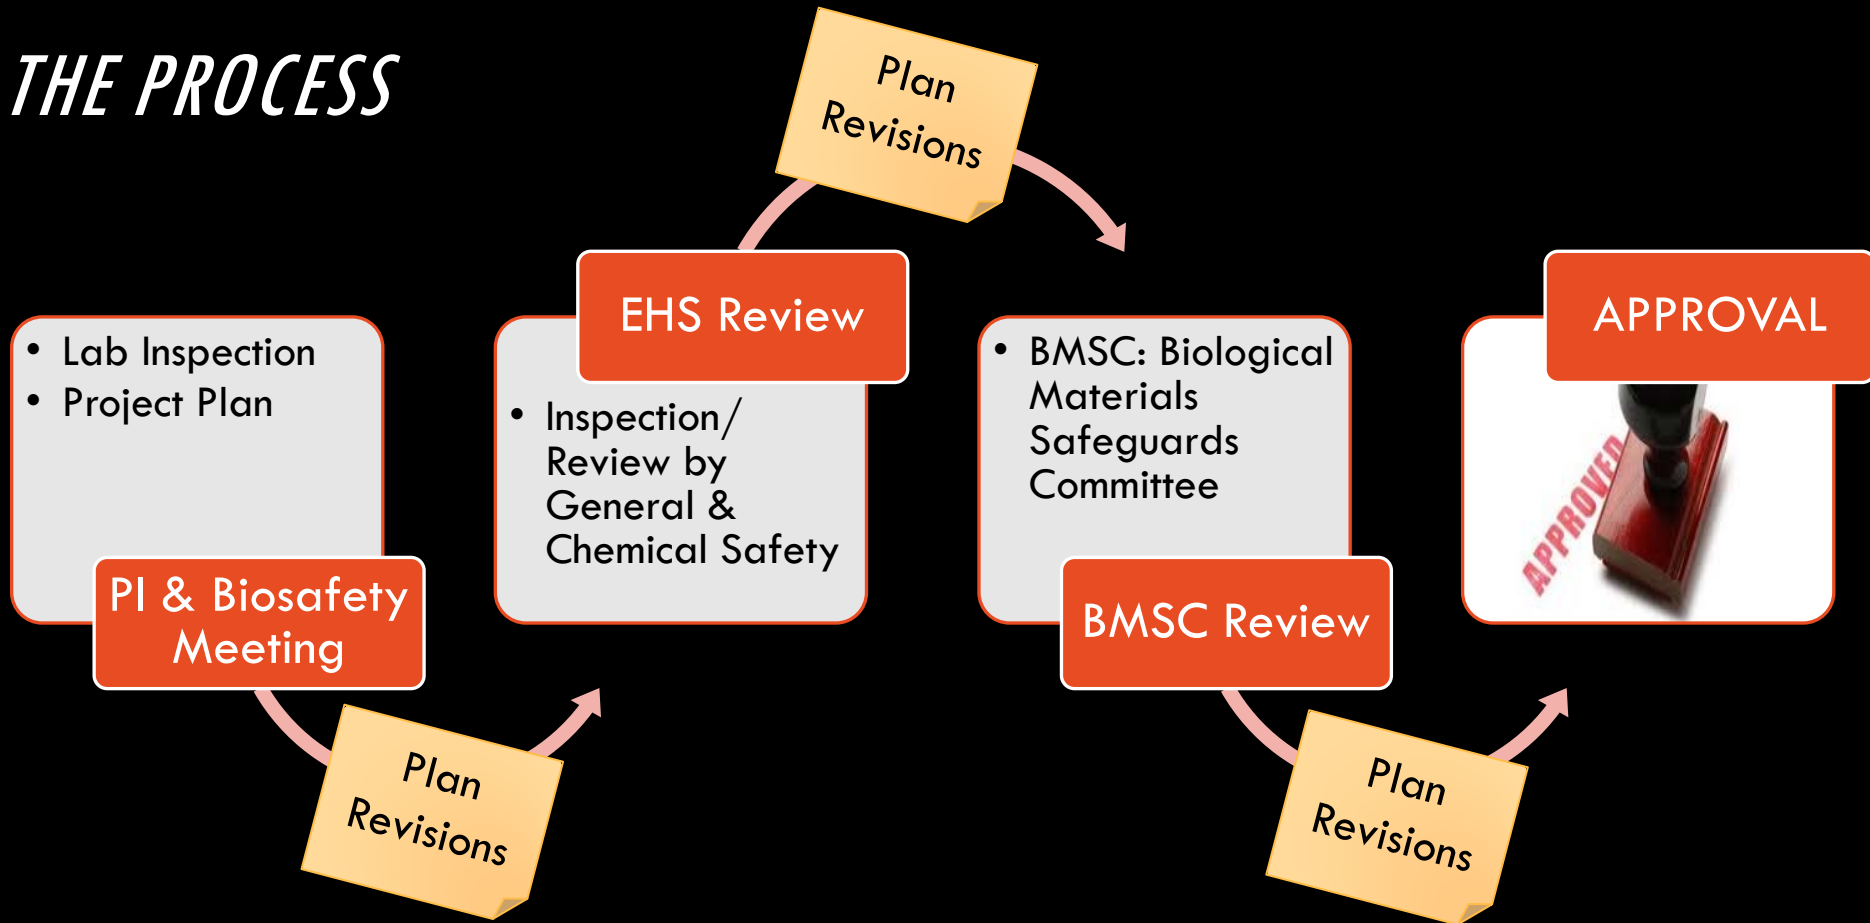 THE PROCESS
• Lab Inspection
• Project Plan
PI & Biosafety
Meeting
Plan
Revisions
EHS Review
• Inspection/
Review by
General &
Chemical Safety
Plan
Revisions
• BMSC: Biological
Materials
Safeguards
Committee
BMSC Review
Plan
Revisions
APPROVAL
APPROVED